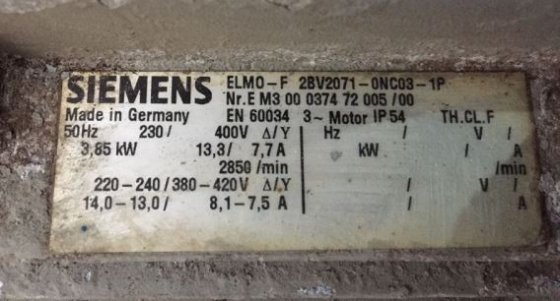 SIEMENS ELMO-F 2BV2071-0NC03-1P
Nr.E M3 00 0374 72 005 /00
Made in Germany EN 60034 3~ Motor IP 54 TH.CL.F
50Hz 230/ 400V Δ/Y Hz / V /
3,85 kW 13,3/ 7,7A kW / A
2850 /min /min
220-240/380-420V Δ/Y / V /
14,0-13,0/ 8,1-7,5 A / A